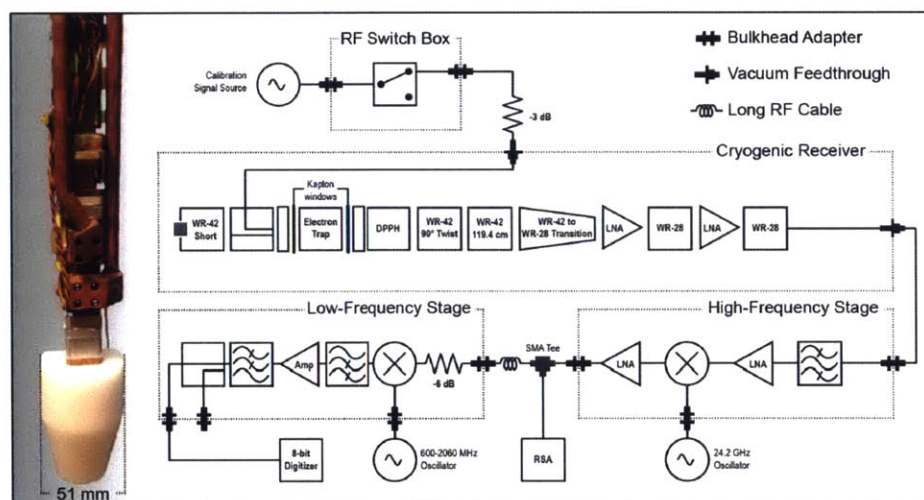 RF Switch Box
Bulkhead Adapter
Vacuum Feedthrough
Long RF Cable
Calibration
Signal Source
-3 dB
Cryogenic Receiver
Kapton
windows
WR-42
Short
Electron
Trap
DPPH
WR-42
90° Twist
WR-42
119.4 cm
WR-42 to
WR-28 Transition
LNA
WR-28
LNA
WR-28
Low-Frequency Stage
High-Frequency Stage
SMA Tee
Amp
-6 dB
LNA
LNA
8-bit
Digitizer
600-2060 MHz
Oscillator
RSA
24.2 GHz
Oscillator
51 mm